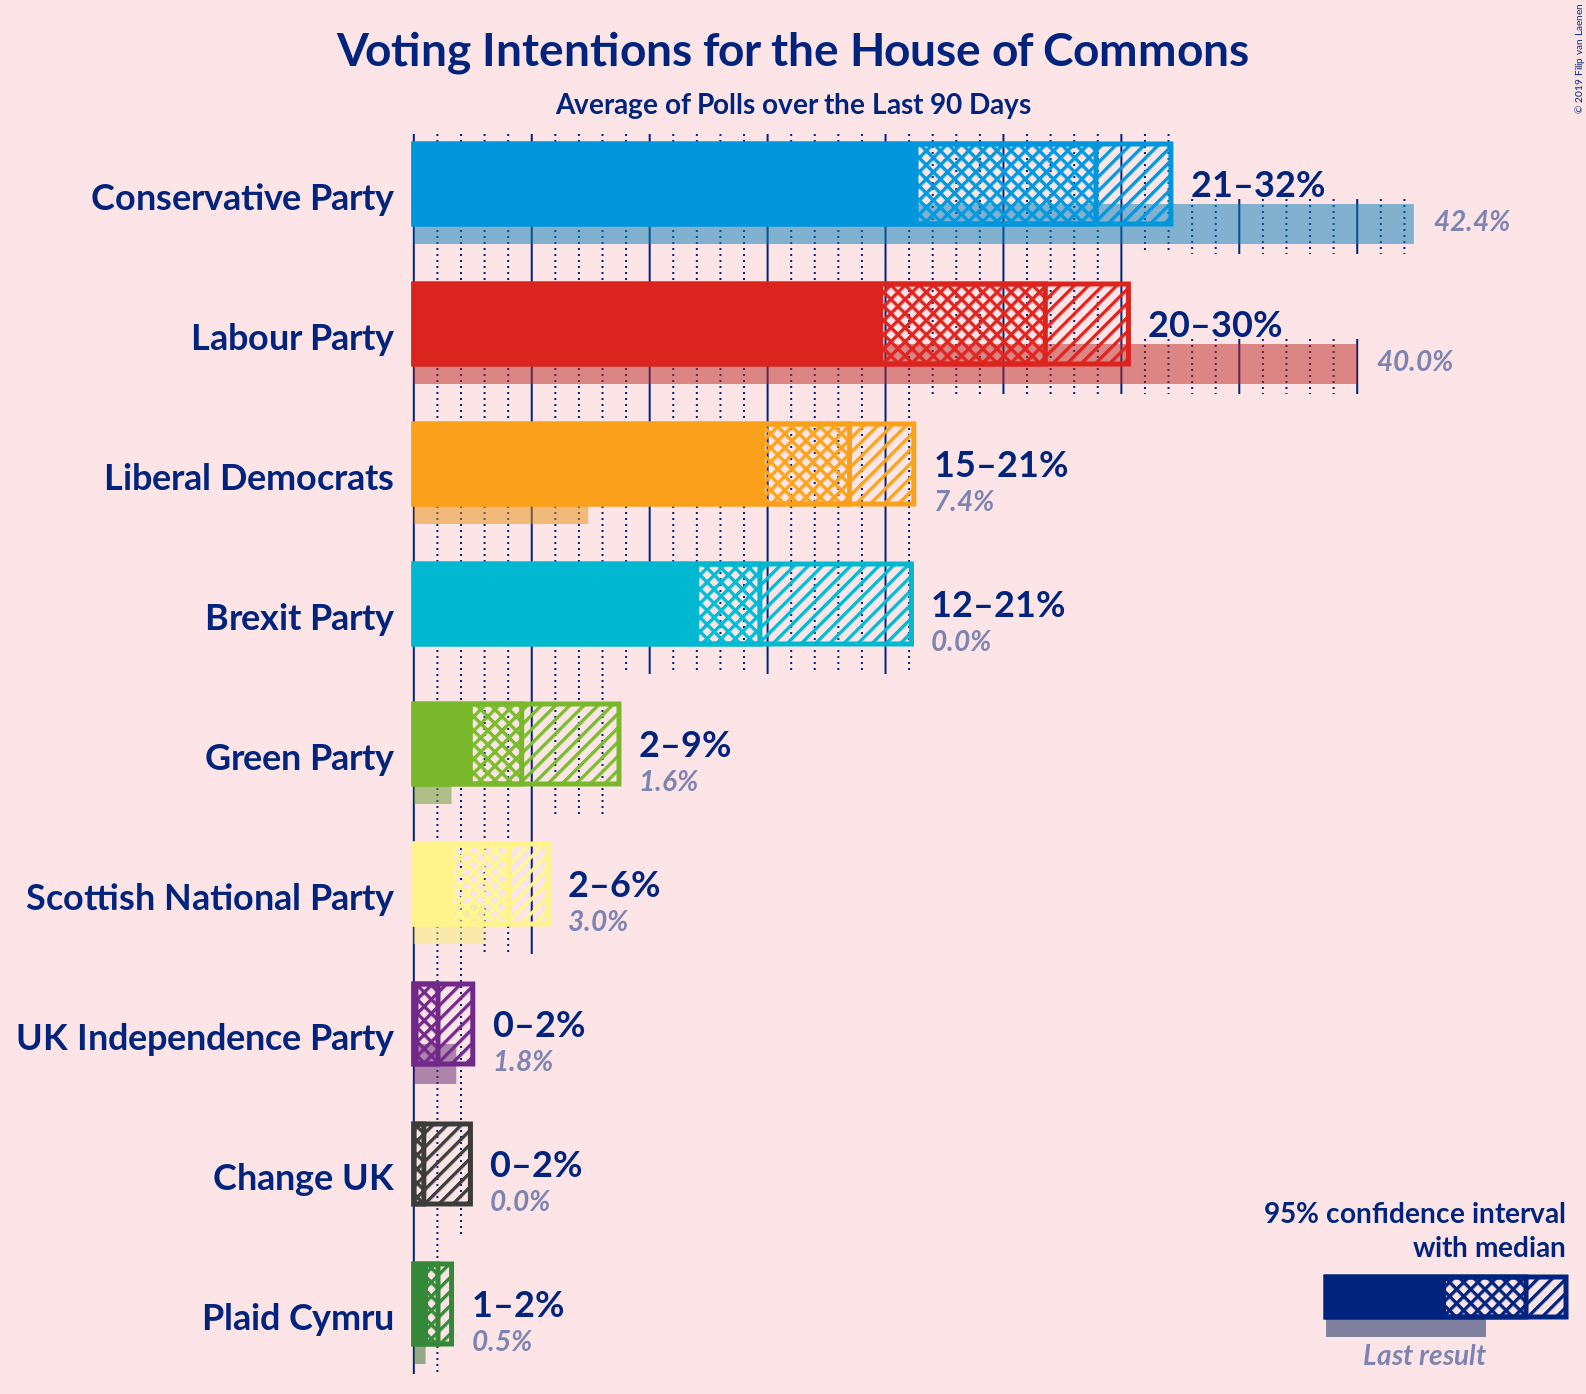 Voting Intentions for the House of Commons
Average of Polls over the Last 90 Days
© 2019 Filip van Laenen
Conservative Party
21–32%
42.4%
Labour Party
20–30%
40.0%
Liberal Democrats
15–21%
7.4%
Brexit Party
12–21%
0.0%
Green Party
2–9%
1.6%
Scottish National Party
2–6%
3.0%
UK Independence Party
0–2%
1.8%
Change UK
0–2%
0.0%
Plaid Cymru
1–2%
0.5%
95% confidence interval
with median
Last result